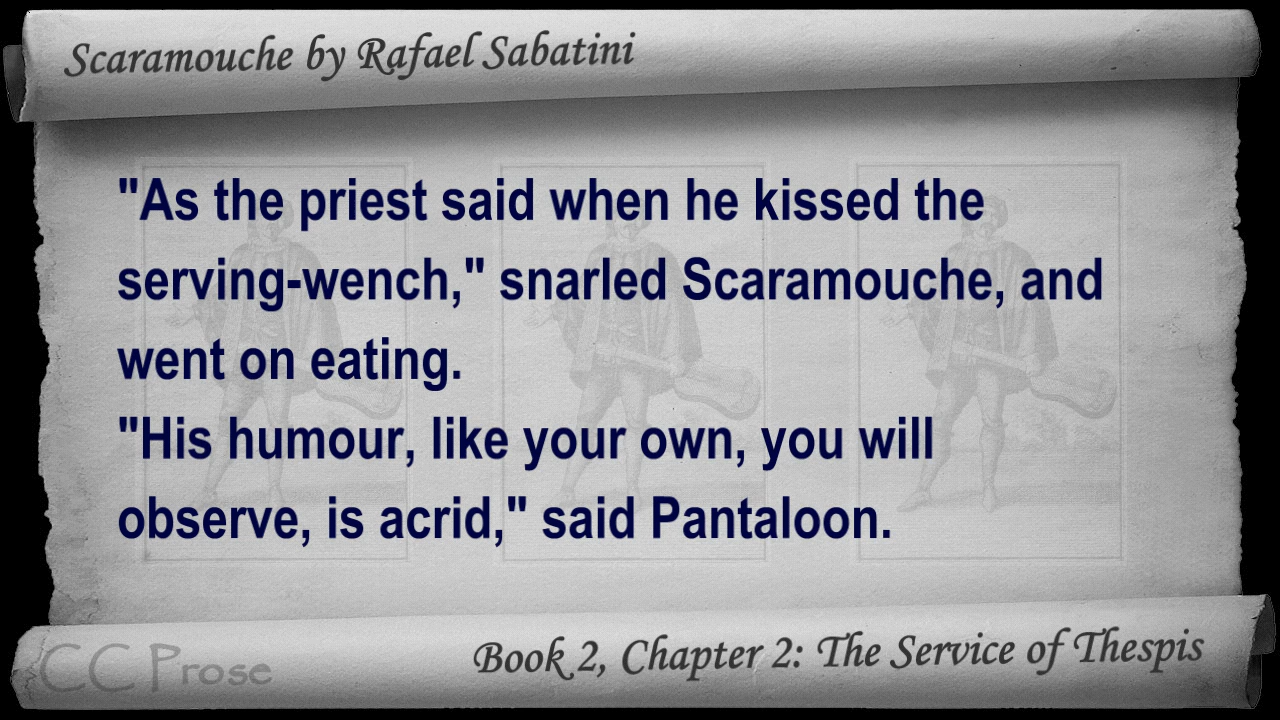 Scaramouche by Rafael Sabatini
"As the priest said when he kissed the
serving-wench," snarled Scaramouche, and
went on eating.
"His humour, like your own, you will
observe, is acrid," said Pantaloon.
CC Prose
Book 2, Chapter 2: The Service of Thespis